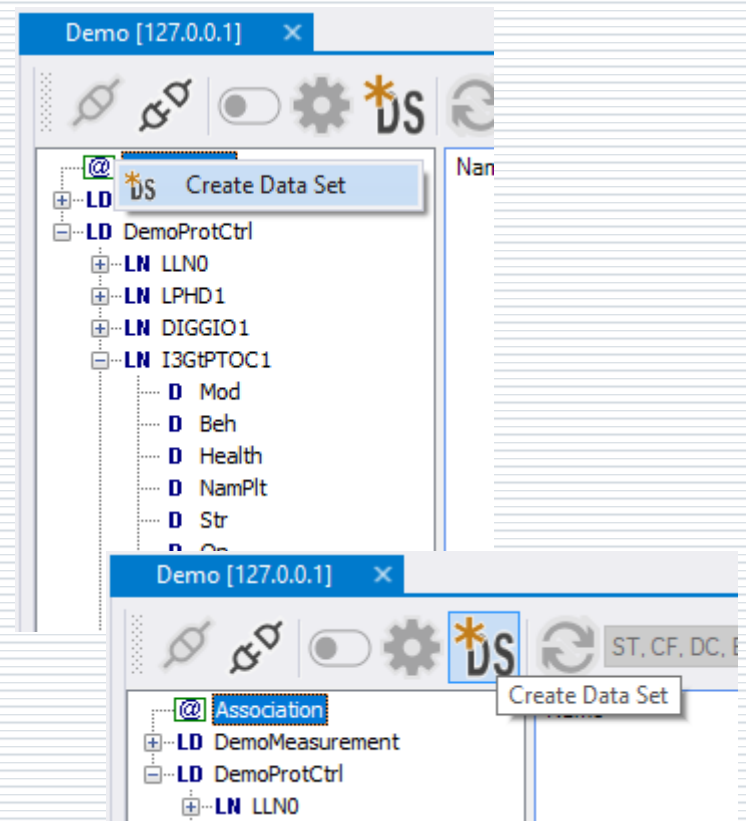 Demo [127.0.0.1] ×
*DS
@
Create Data Set
*DS
LD
LD DemoProtCtrl
LN LLN0
LN LPHD1
LN DIGGIO1
LN I3GtPTOC1
D Mod
D Beh
D Health
D NamPlt
D Str
Demo [127.0.0.1] ×
*DS
ST, CF, DC,
Create Data Set
@ Association
LD DemoMeasurement
LD DemoProtCtrl
LN LLN0